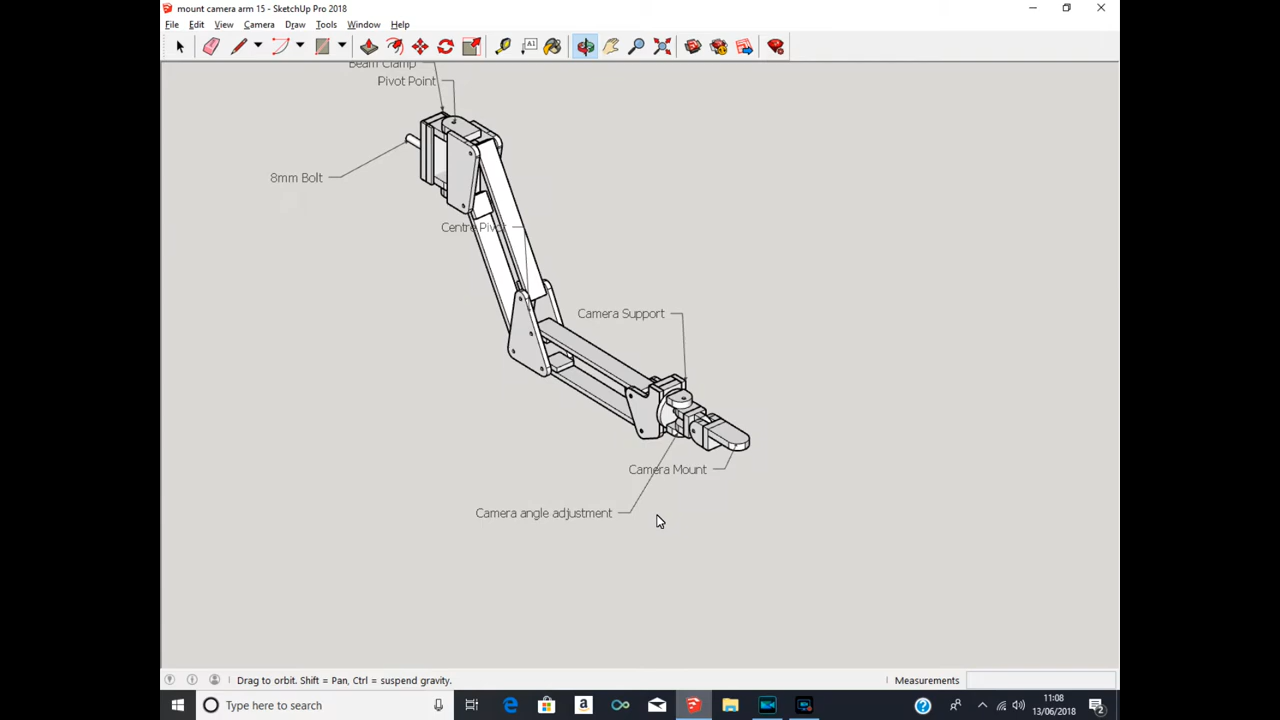 mount camera arm 15 - SketchUp Pro 2018
File Edit View Camera Draw Tools Window Help
A1
Beam Clamp
Pivot Point
8mm Bolt
Centre Pivot
Camera Support
Camera Mount
Camera angle adjustment
Drag to orbit. Shift = Pan, Ctrl = suspend gravity.
Measurements
Type here to search
11:08
13/06/2018
2